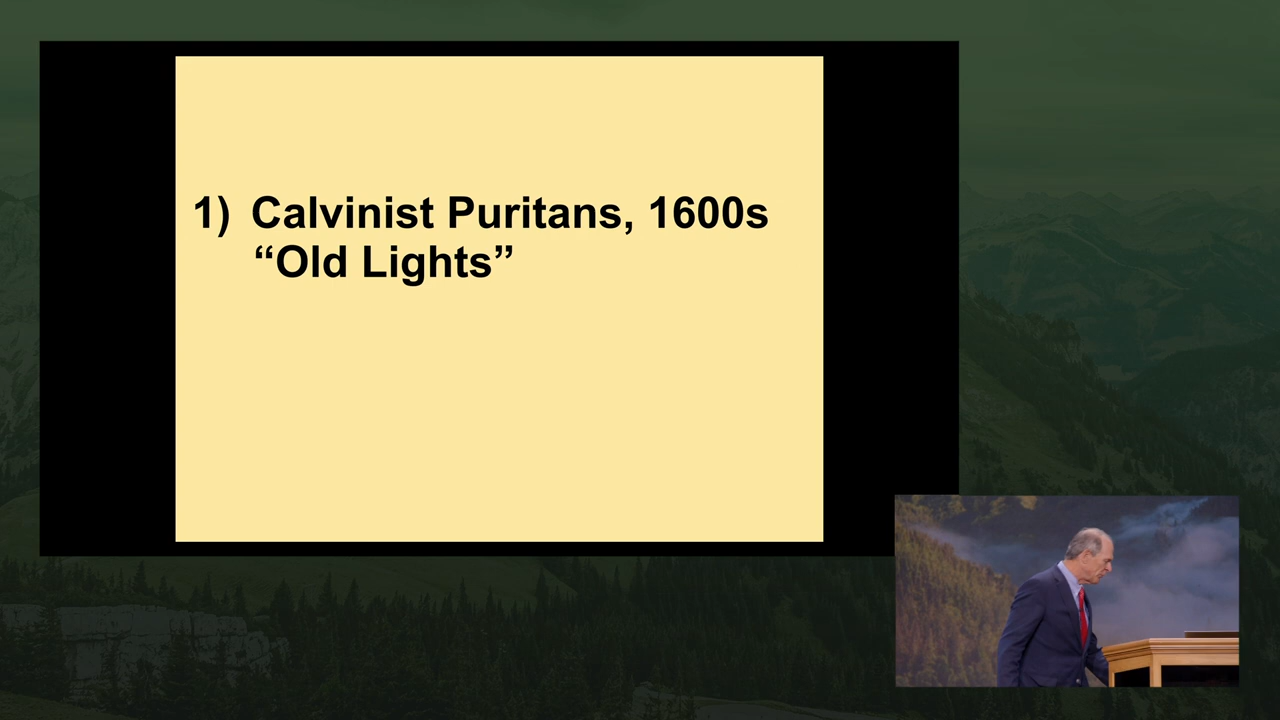 1) Calvinist Puritans, 1600s
“Old Lights”